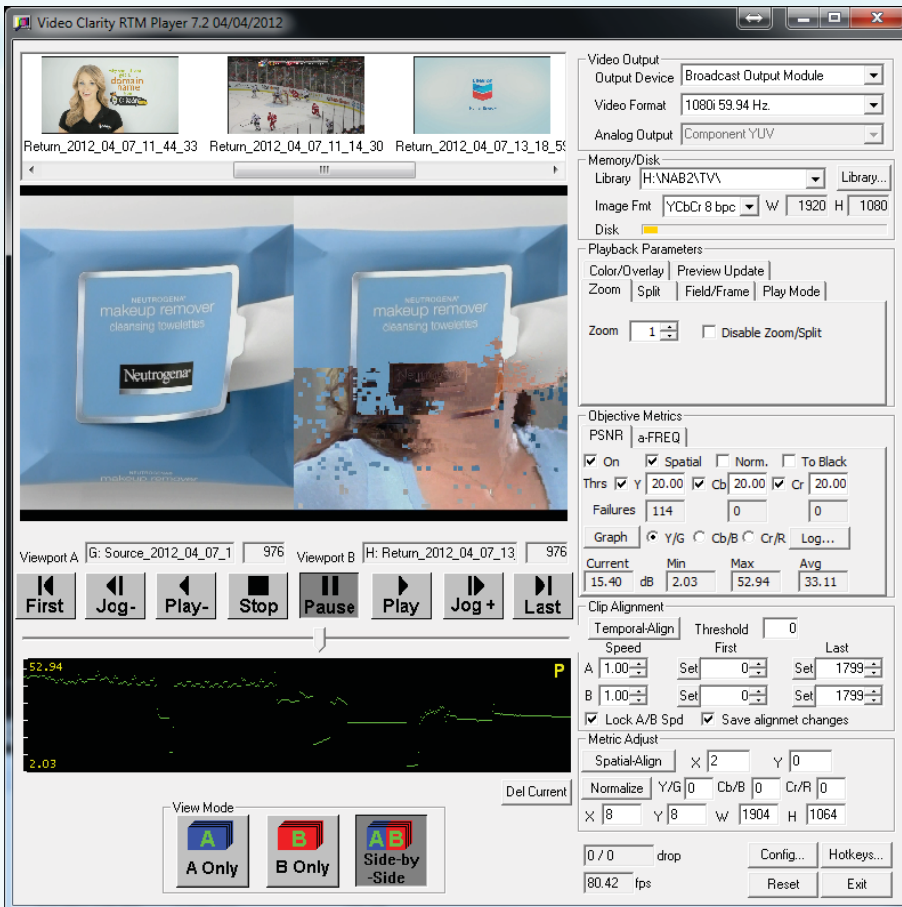 Video Clarity RTM Player 7.2 04/04/2012
domain
name
Return_2012_04_07_11_44_33
Return_2012_04_07_11_14_30
Return_2012_04_07_13_18_59
NEUTROGENA®
makeup remover
cleansing towelettes
Neutrogena®
NEUTROGENA®
makeup remover
NEUTROGENA®
makeup remover
cleansing towelettes
Neutrogena
Viewport A G: Source_2012_04_07_1 976 Viewport B H: Return_2012_04_07_13 976
First
Jog-
Play-
Stop
Pause
Play
Jog +
Last
52.94
P
2.03
Del Current
View Mode
A
A Only
B
B Only
AB
Side-by
-Side
Video Output
Output Device Broadcast Output Module
Video Format 1080i 59.94 Hz.
Analog Output Component YUV
Memory/Disk
Library H:\NAB2\TV\ Library...
Image Fmt YCbCr 8 bpc W 1920 H 1080
Disk
Playback Parameters
Color/Overlay Preview Update
Zoom Split Field/Frame Play Mode
Zoom 1 Disable Zoom/Split
Objective Metrics
PSNR a-FREQ
On Spatial Norm. To Black
Thrs Y 20.00 Cb 20.00 Cr 20.00
Failures 114 0 0
Graph Y/G Cb/B Cr/R Log...
Current Min Max Avg
15.40 dB 2.03 52.94 33.11
Clip Alignment
Temporal-Align Threshold 0
Speed First Last
A 1.00 Set 0 Set 1799
B 1.00 Set 0 Set 1799
Lock A/B Spd Save alignmet changes
Metric Adjust
Spatial-Align X 2 Y 0
Normalize Y/G 0 Cb/B 0 Cr/R 0
X 8 Y 8 W 1904 H 1064
0 / 0 drop Config... Hotkeys...
80.42 fps Reset Exit